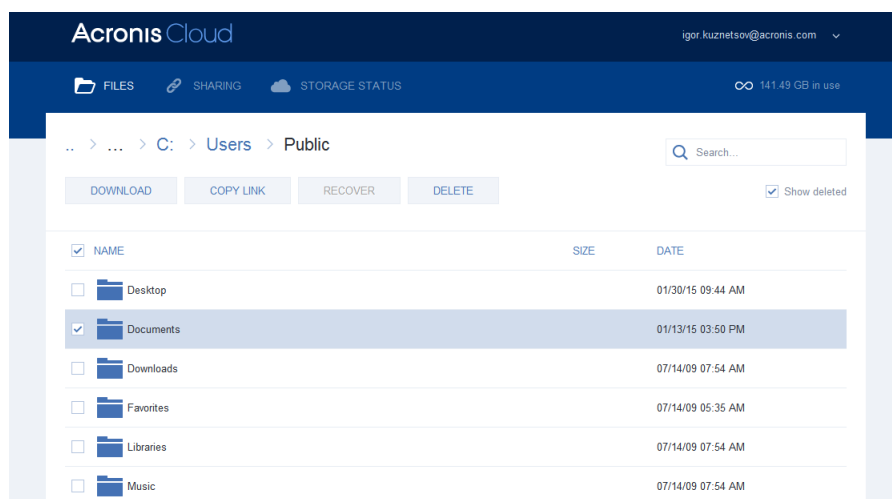 Acronis Cloud
igor.kuznetsov@acronis.com
FILES SHARING STORAGE STATUS 141.49 GB in use
.. > ... > C: > Users > Public
Search...
DOWNLOAD COPY LINK RECOVER DELETE Show deleted
NAME SIZE DATE
Desktop 01/30/15 09:44 AM
Documents 01/13/15 03:50 PM
Downloads 07/14/09 07:54 AM
Favorites 07/14/09 05:35 AM
Libraries 07/14/09 07:54 AM
Music 07/14/09 07:54 AM